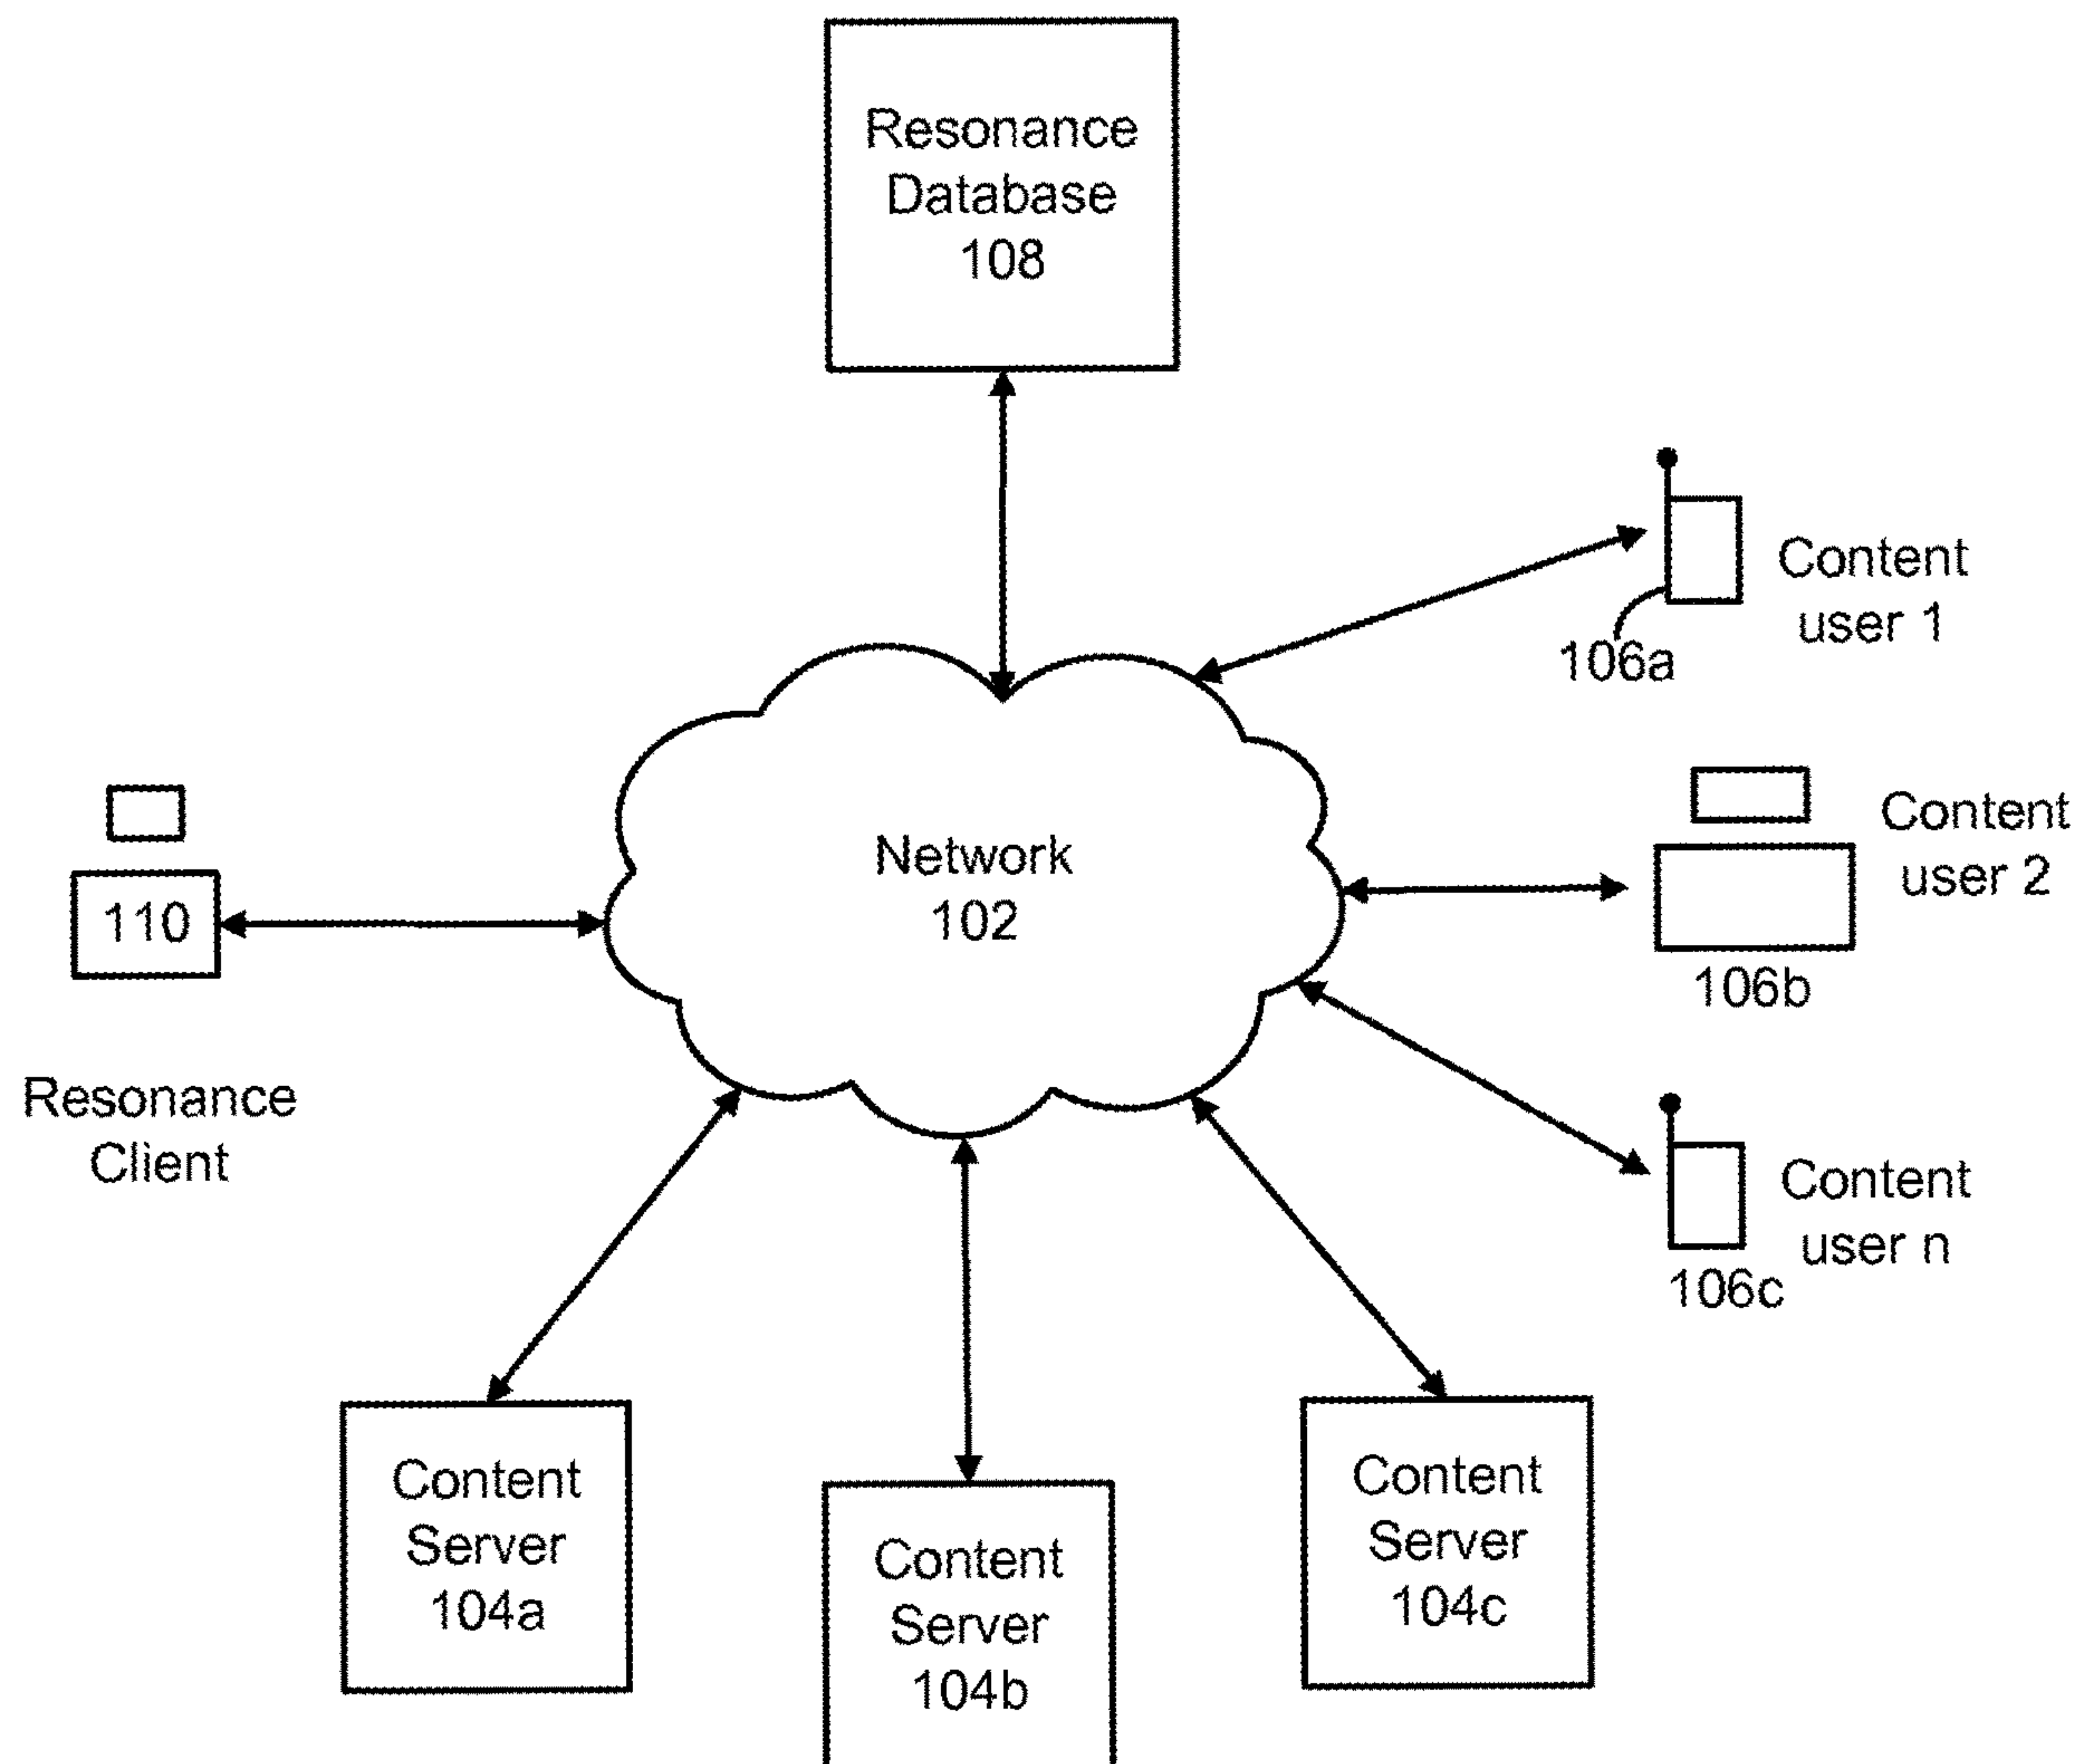 Resonance
Database
108
Content
user 1
106a
Content
user 2
106b
Network
102
110
Resonance
Client
Content
user n
106c
Content
Server
104a
Content
Server
104b
Content
Server
104c